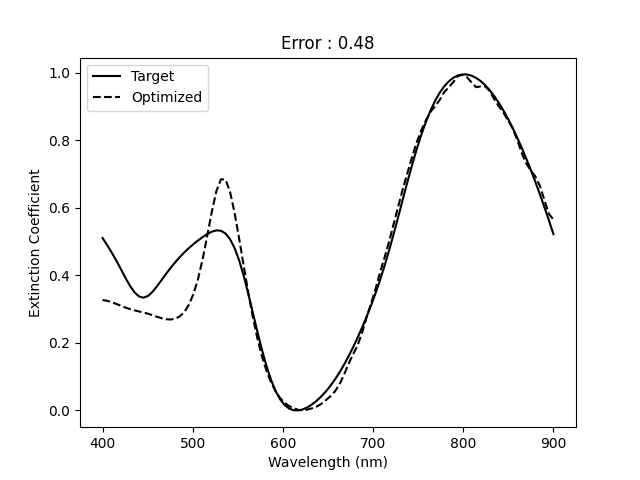 Error : 0.48
Target
Optimized
Extinction Coefficient
1.0
0.8
0.6
0.4
0.2
0.0
400 500 600 700 800 900
Wavelength (nm)